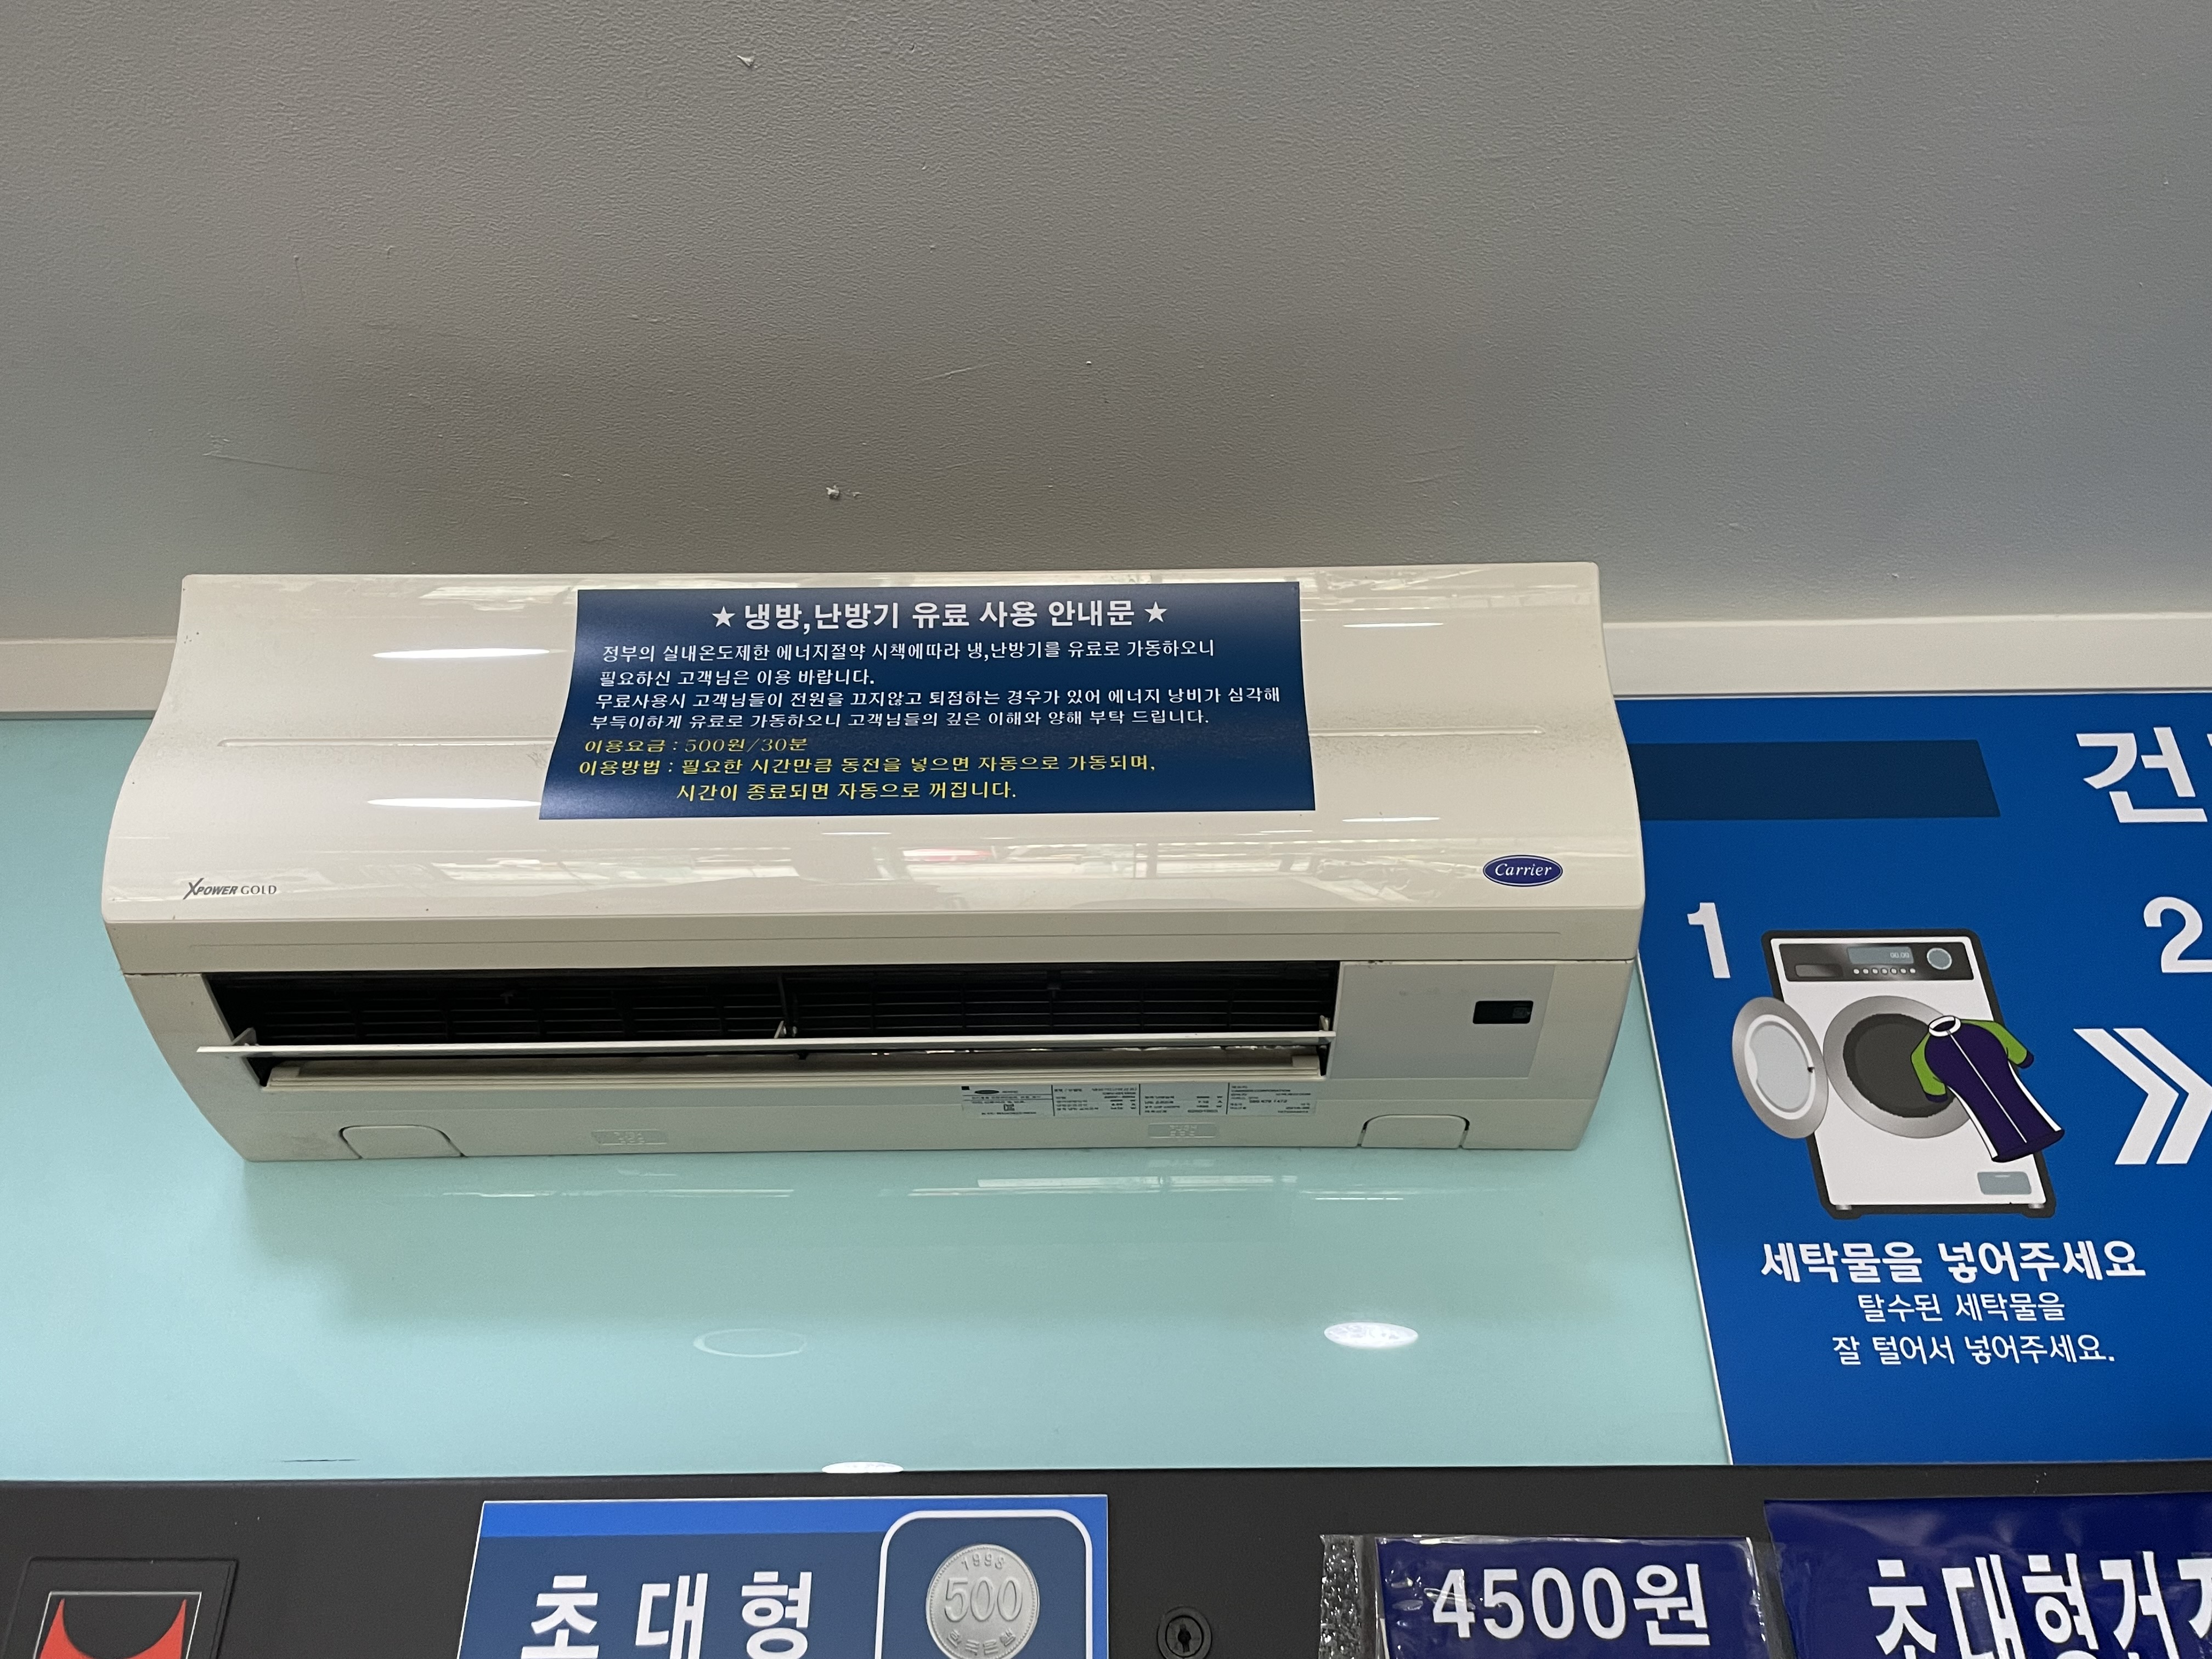 ★ 냉방,난방기 유료 사용 안내문 ★
정부의 실내온도제한 에너지절약 시책에따라 냉,난방기를 유료로 가동하오니
필요하신 고객님은 이용 바랍니다.
무료사용시 고객님들이 전원을 끄지않고 퇴점하는 경우가 있어 에너지 낭비가 심각해
부득이하게 유료로 가동하오니 고객님들의 깊은 이해와 양해 부탁 드립니다.
이용요금 : 500원/30분
이용방법 : 필요한 시간만큼 동전을 넣으면 자동으로 가동되며,
시간이 종료되면 자동으로 꺼집니다.
XPOWER GOLD
Carrier
건
1
2
00.00
세탁물을 넣어주세요
탈수된 세탁물을
잘 털어서 넣어주세요.
초대형
1998
500
한국은행
4500원
초대형건